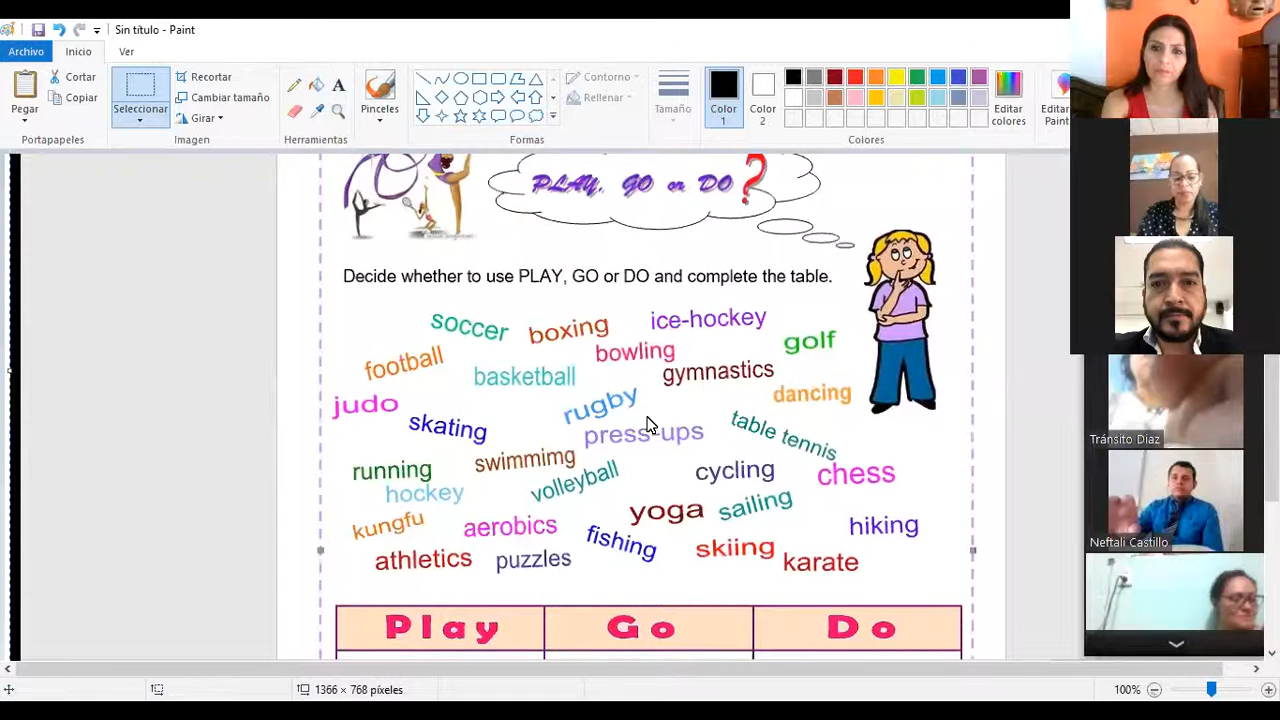 Sin título - Paint
Archivo Inicio Ver
Pegar
Cortar
Copiar
Portapapeles
Seleccionar
Recortar
Cambiar tamaño
Girar
Imagen
A
Herramientas
Pinceles
Contorno
Rellenar
Formas
Tamaño
Color
1
Color
2
Editar
colores
Editar
Paint
Colores
PLAY, GO or DO ?
Decide whether to use PLAY, GO or DO and complete the table.
soccer boxing ice-hockey
football bowling golf
basketball gymnastics
judo rugby dancing
skating press-ups table tennis
running swimmimg cycling chess
hockey volleyball
kungfu aerobics yoga sailing hiking
athletics puzzles fishing skiing karate
Play Go Do
Tránsito Díaz
Neftali Castillo
1366 × 768 píxeles
100%